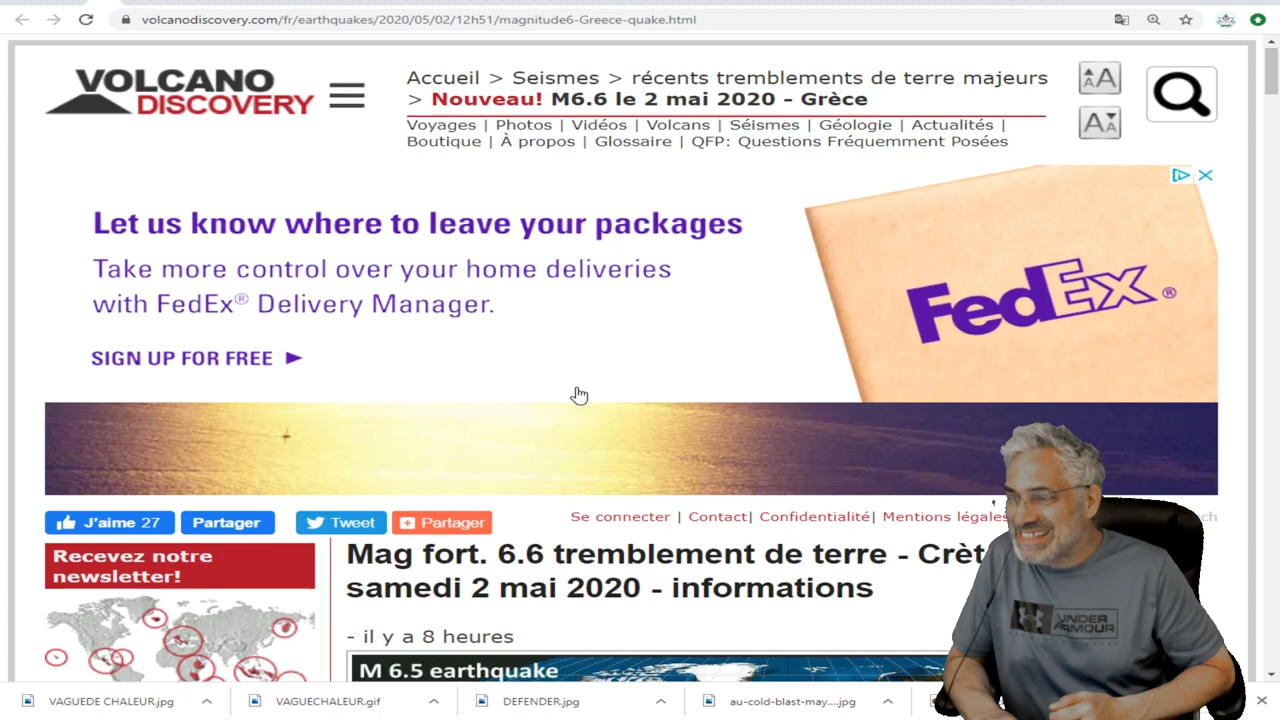 volcanodiscovery.com/fr/earthquakes/2020/05/02/12h51/magnitude6-Greece-quake.html
VOLCANO
DISCOVERY
Accueil > Seismes > récents tremblements de terre majeurs
> Nouveau! M6.6 le 2 mai 2020 - Grèce
Voyages | Photos | Vidéos | Volcans | Séismes | Géologie | Actualités |
Boutique | À propos | Glossaire | QFP: Questions Fréquemment Posées
AA
AA
Let us know where to leave your packages
Take more control over your home deliveries
with FedEx® Delivery Manager.
SIGN UP FOR FREE ►
FedEx®
J'aime 27
Partager
Tweet
Partager
Se connecter | Contact| Confidentialité| Mentions légales
ch
Recevez notre
newsletter!
Mag fort. 6.6 tremblement de terre - Crèt
samedi 2 mai 2020 - informations
- il y a 8 heures
M 6.5 earthquake
UNDER
ARMOUR
VAGUEDE CHALEUR.jpg
VAGUECHALEUR.gif
DEFENDER.jpg
au-cold-blast-may....jpg